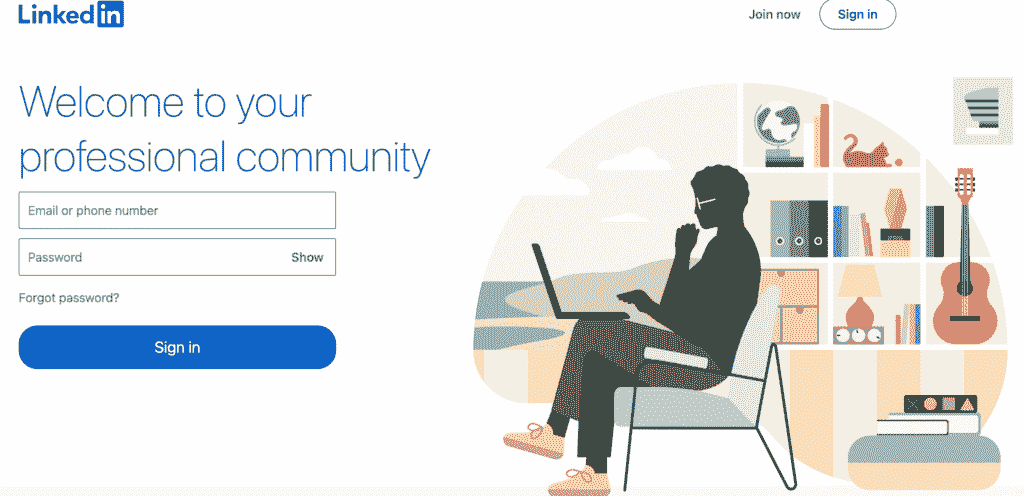 LinkedIn
Join now
Sign in
Welcome to your
professional community
Email or phone number
Password
Show
Forgot password?
Sign in